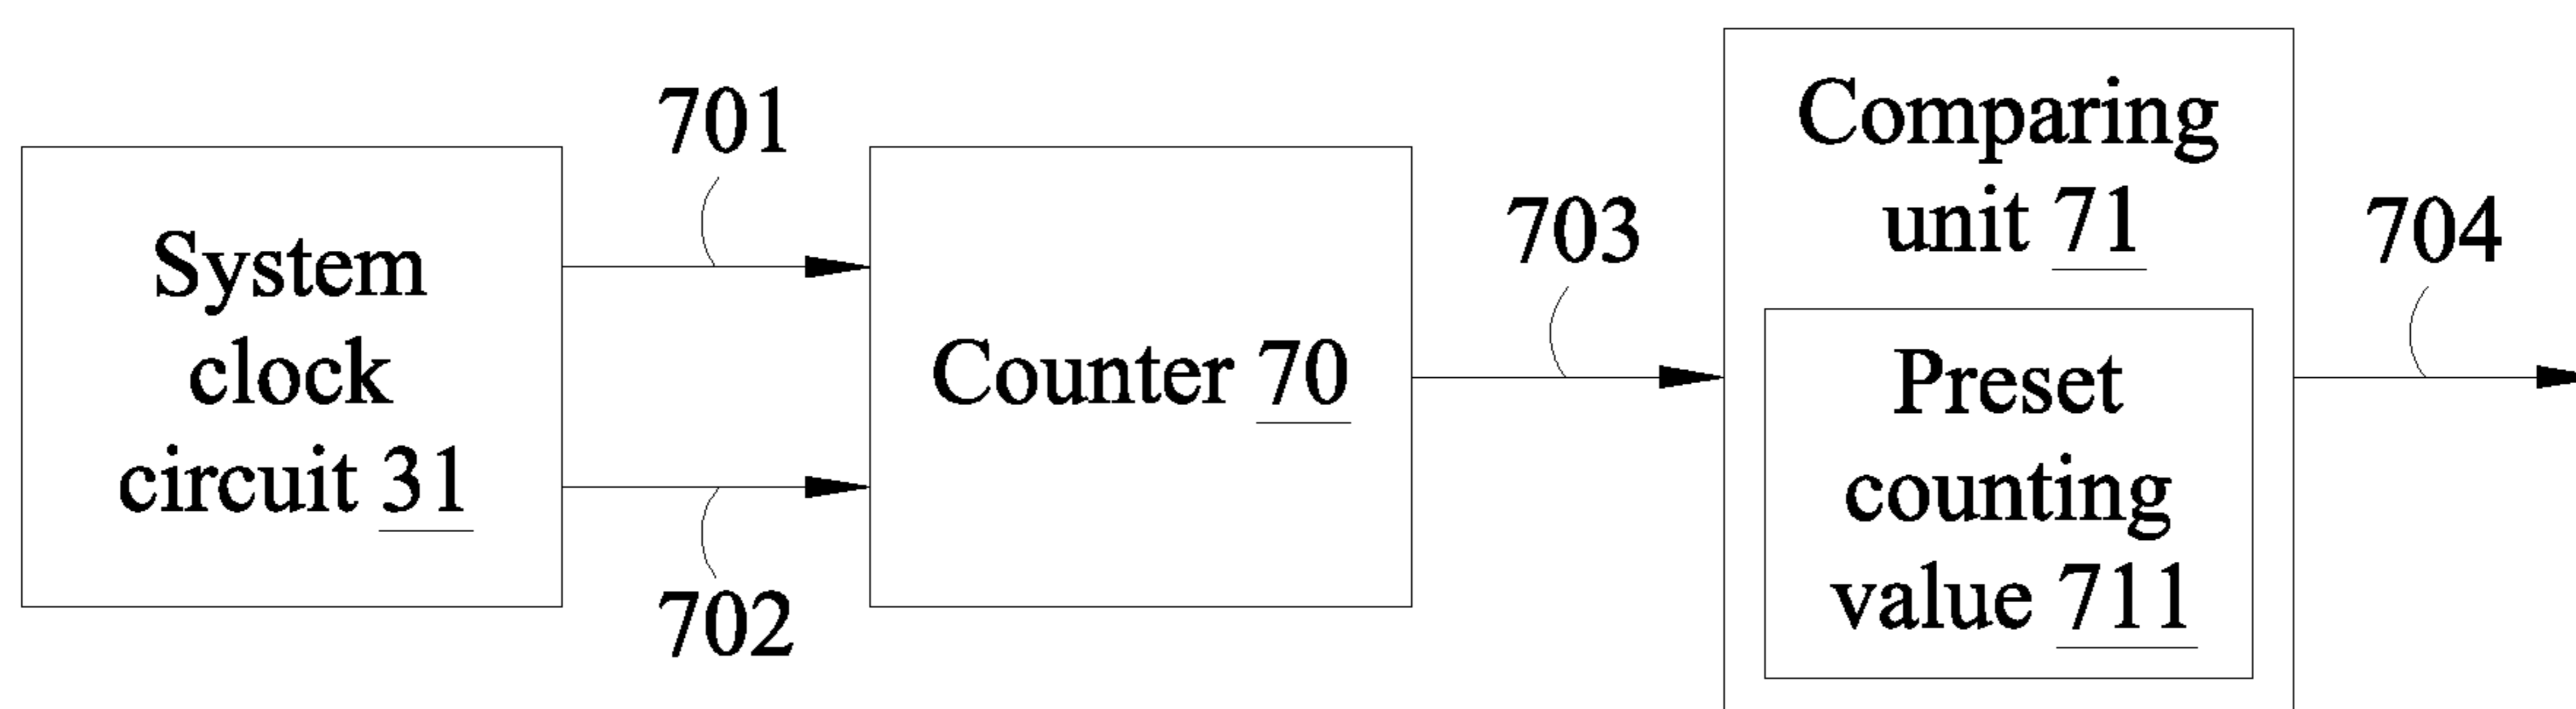 System
clock
circuit 31
701
702
Counter 70
703
Comparing
unit 71
Preset
counting
value 711
704